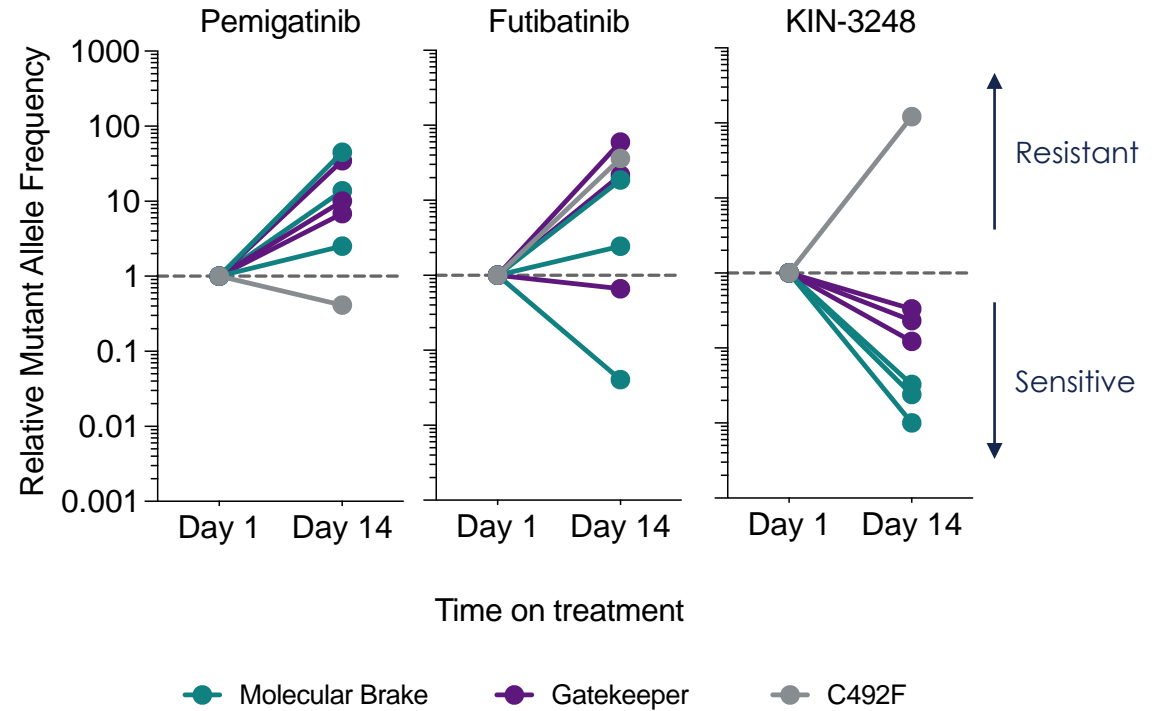 Pemigatinib
Futibatinib
KIN-3248
Relative Mutant Allele Frequency
1000
100
10
1
0.1
0.01
0.001
Resistant
Sensitive
Day 1 Day 14
Day 1 Day 14
Day 1 Day 14
Time on treatment
Molecular Brake
Gatekeeper
C492F